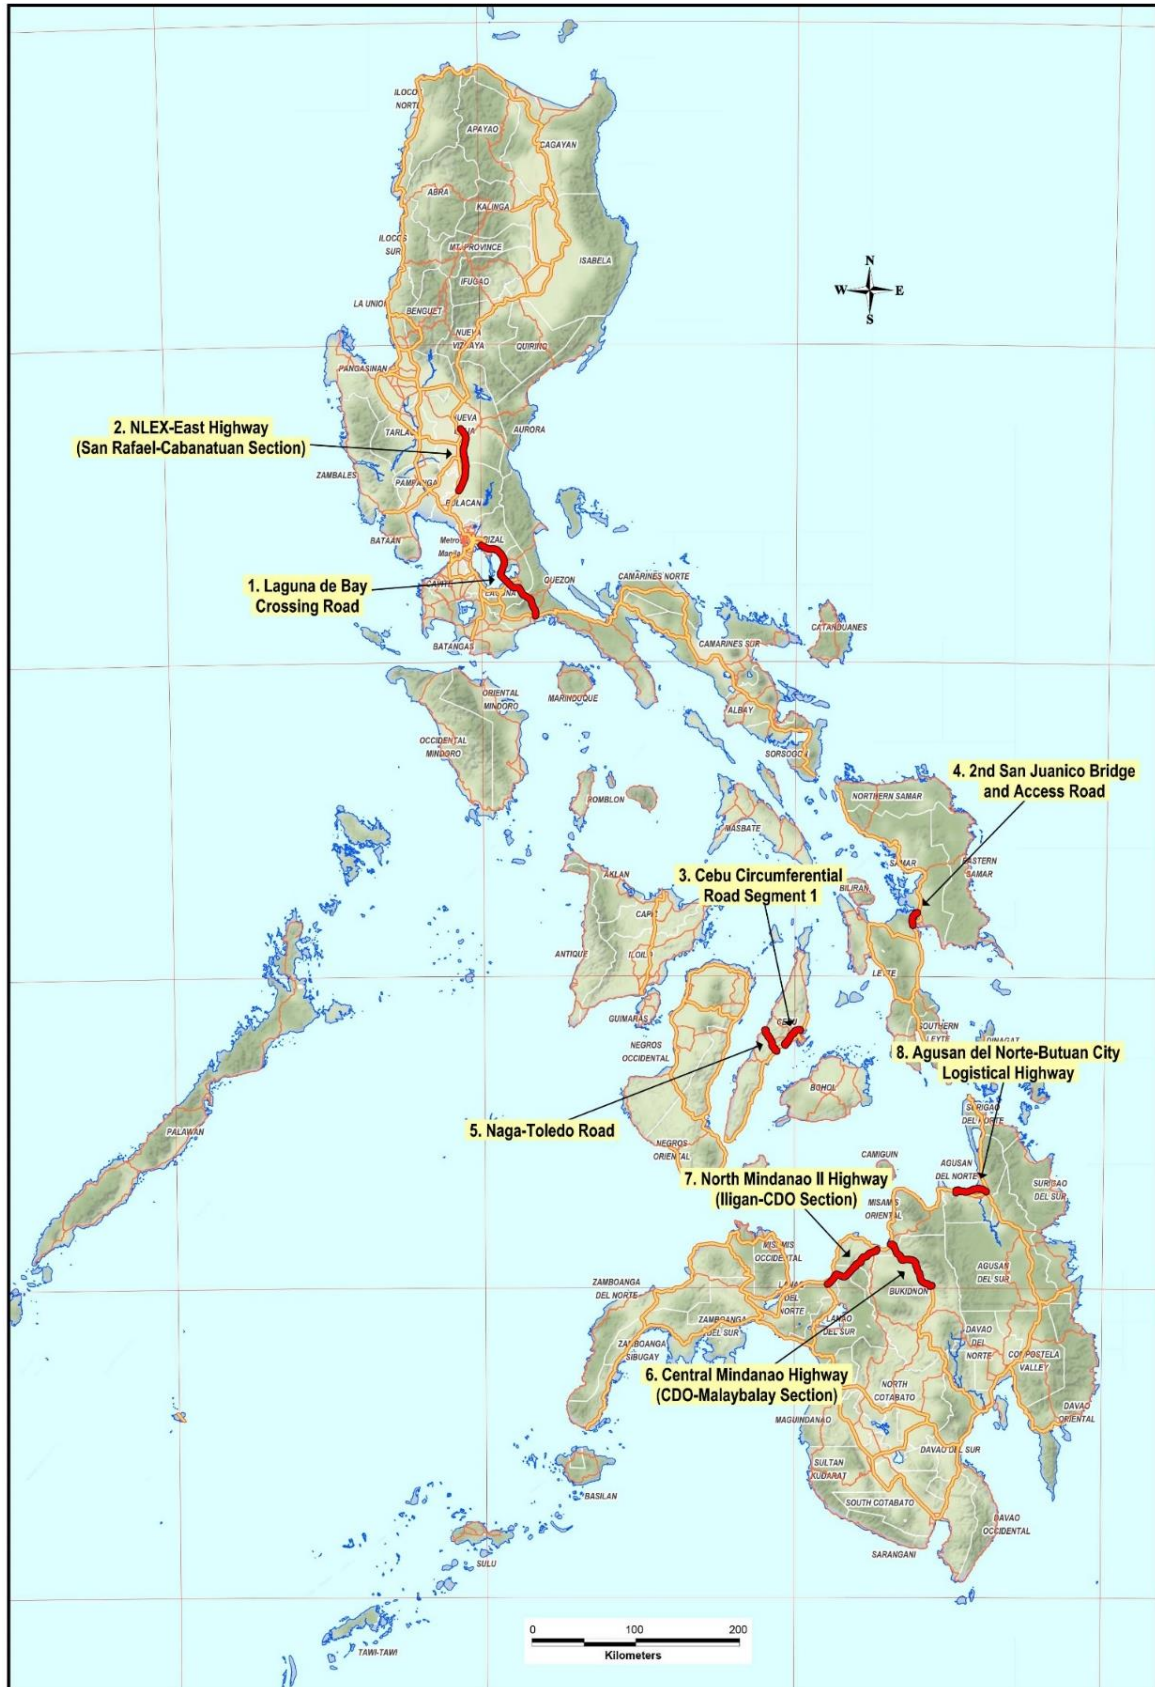 ILOCOS
NORTE
APAYAO
CAGAYAN
ABRA
KALINGA
ILOCOS
SUR
MT. PROVINCE
ISABELA
IFUGAO
LA UNION
BENGUET
NUEVA
VIZCAYA
QUIRINO
PANGASINAN
N
W
E
S
2. NLEX-East Highway
(San Rafael-Cabanatuan Section)
TARLAC
AURORA
ZAMBALES
PAMPANGA
BULACAN
BATAAN
Metro
Manila
RIZAL
1. Laguna de Bay
Crossing Road
CAVITE
LAGUNA
QUEZON
CAMARINES NORTE
CATANDUANES
CAMARINES SUR
BATANGAS
MARINDUQUE
ORIENTAL
MINDORO
OCCIDENTAL
MINDORO
ALBAY
SORSOGON
ROMBLON
MASBATE
4. 2nd San Juanico Bridge
and Access Road
NORTHERN SAMAR
SAMAR
EASTERN
SAMAR
BILIRAN
3. Cebu Circumferential
Road Segment 1
AKLAN
CAPIZ
ANTIQUE
ILOILO
LEYTE
GUIMARAS
CEBU
SOUTHERN
LEYTE
DINAGAT
NEGROS
OCCIDENTAL
8. Agusan del Norte-Butuan City
Logistical Highway
BOHOL
5. Naga-Toledo Road
PALAWAN
NEGROS
ORIENTAL
SURIGAO
DEL NORTE
CAMIGUIN
AGUSAN
DEL NORTE
SURIGAO
DEL SUR
7. North Mindanao II Highway
(Iligan-CDO Section)
MISAMIS
ORIENTAL
MISAMIS
OCCIDENTAL
ZAMBOANGA
DEL NORTE
LANAO
DEL
NORTE
BUKIDNON
AGUSAN
DEL SUR
ZAMBOANGA
DEL SUR
LANAO
DEL SUR
ZAMBOANGA
SIBUGAY
DAVAO
DEL
NORTE
COMPOSTELA
VALLEY
6. Central Mindanao Highway
(CDO-Malaybalay Section)
NORTH
COTABATO
MAGUINDANAO
DAVAO
ORIENTAL
DAVAO DEL SUR
SULTAN
KUDARAT
SOUTH COTABATO
BASILAN
DAVAO
OCCIDENTAL
SARANGANI
SULU
TAWI-TAWI
0 100 200
Kilometers